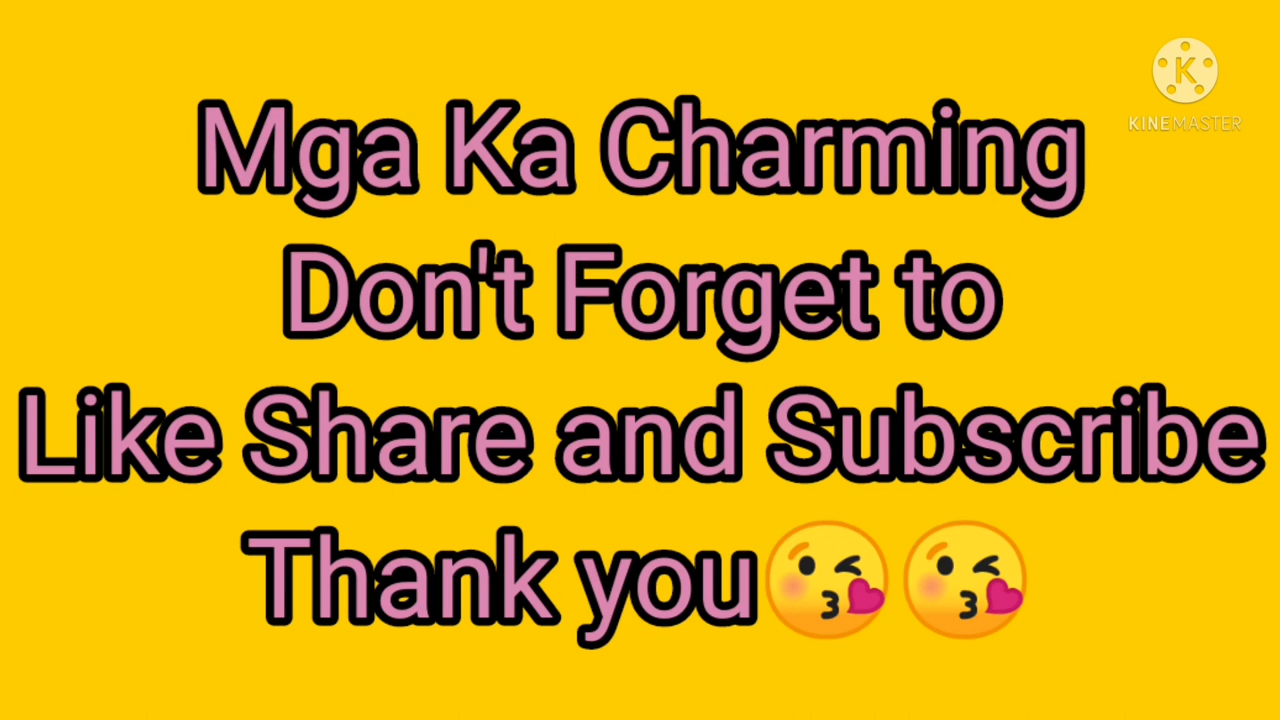 K
KINEMASTER
Mga Ka Charming
Don't Forget to
Like Share and Subscribe
Thank you😘😘